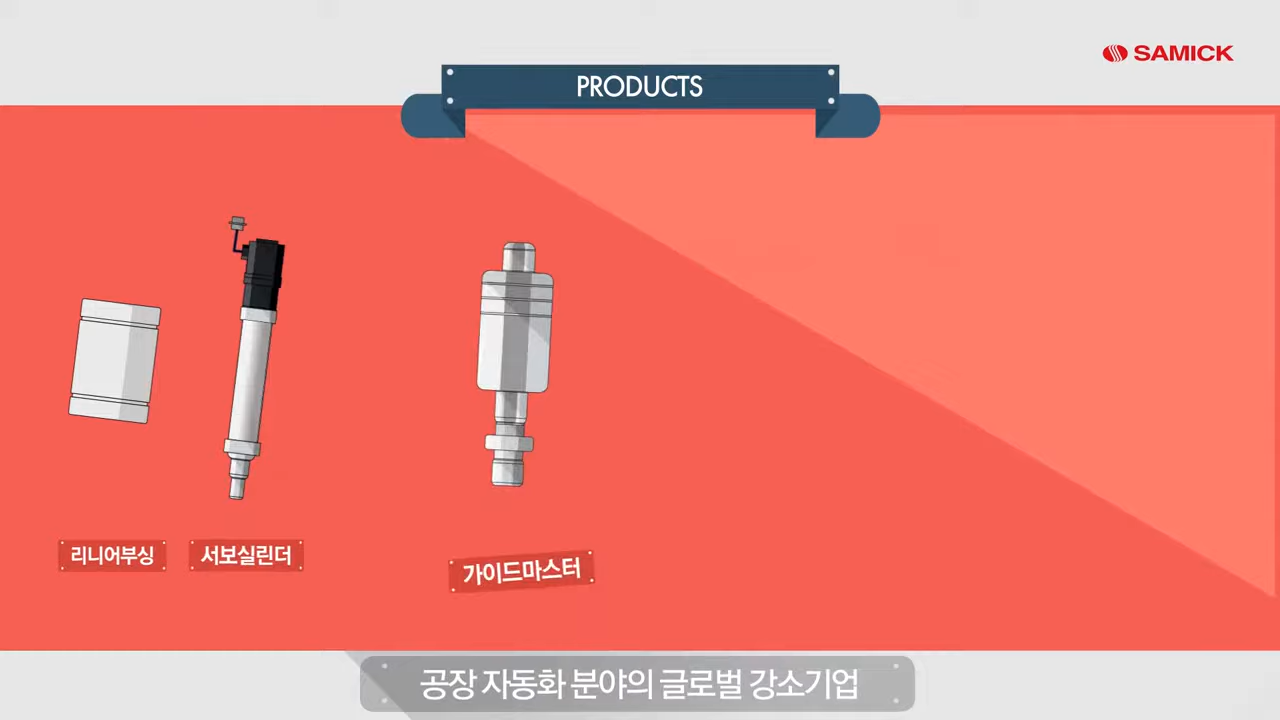 SAMICK
PRODUCTS
리니어부싱
서보실린더
가이드마스터
공장 자동화 분야의 글로벌 강소기업